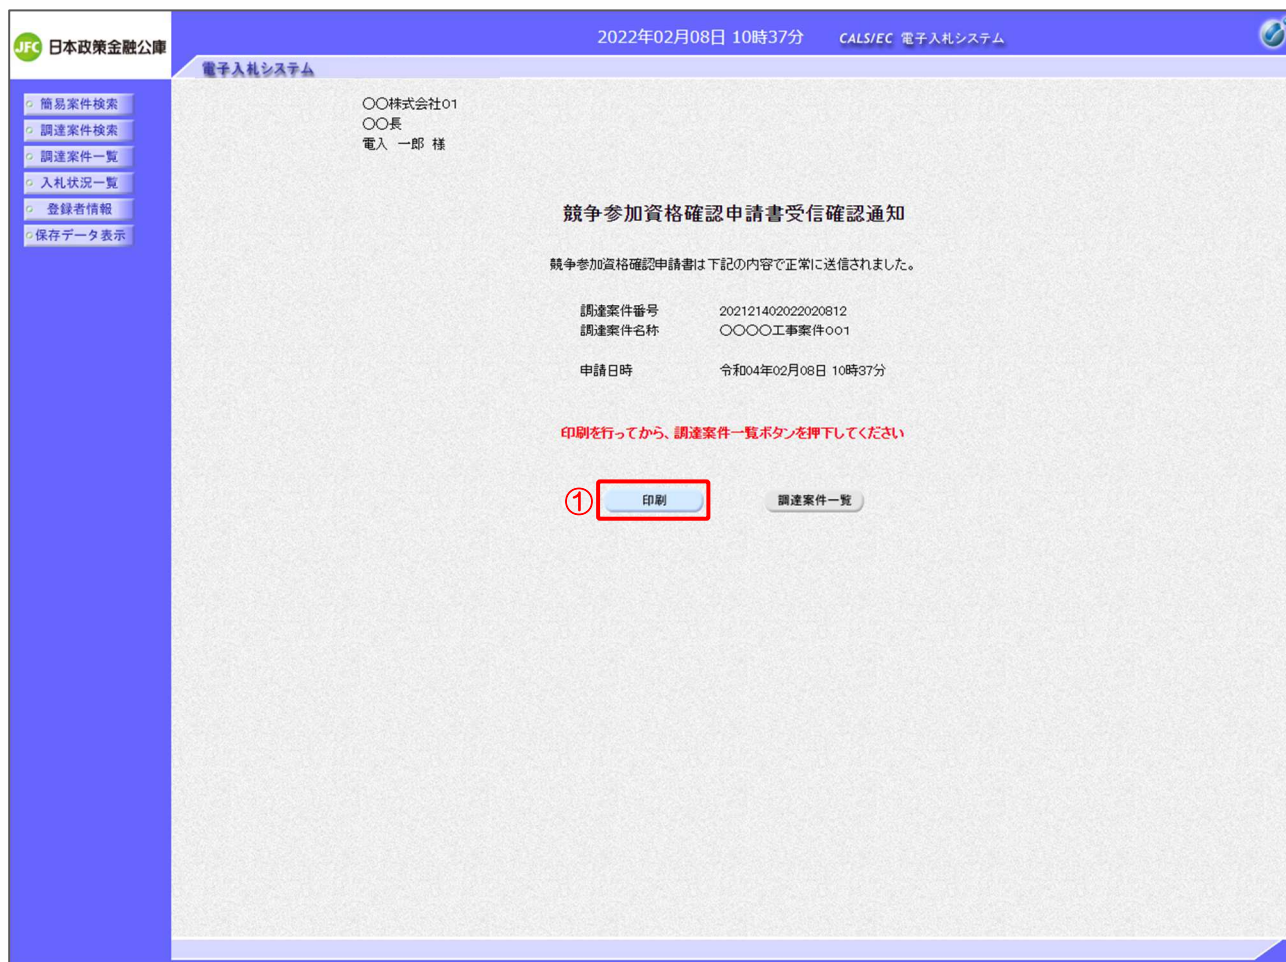 JFC 日本政策金融公庫
2022年02月08日 10時37分 CALS/EC 電子入札システム
電子入札システム
簡易案件検索
調達案件検索
調達案件一覧
入札状況一覧
登録者情報
保存データ表示
〇〇株式会社01
〇〇長
電入 一郎 様
競争参加資格確認申請書受信確認通知
競争参加資格確認申請書は下記の内容で正常に送信されました。
調達案件番号 202121402022020812
調達案件名称 〇〇〇〇工事案件001
申請日時 令和04年02月08日 10時37分
印刷を行ってから、調達案件一覧ボタンを押下してください
① 印刷 調達案件一覧